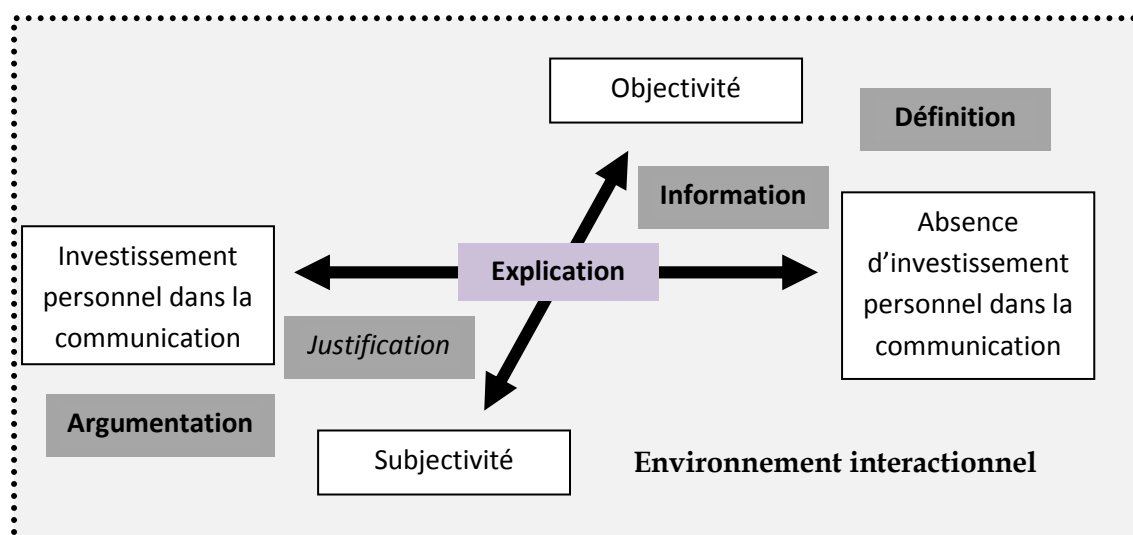 Objectivité
Définition
Information
Absence
d’investissement
personnel dans la
communication
Investissement
personnel dans la
communication
Explication
Justification
Argumentation
Subjectivité
Environnement interactionnel